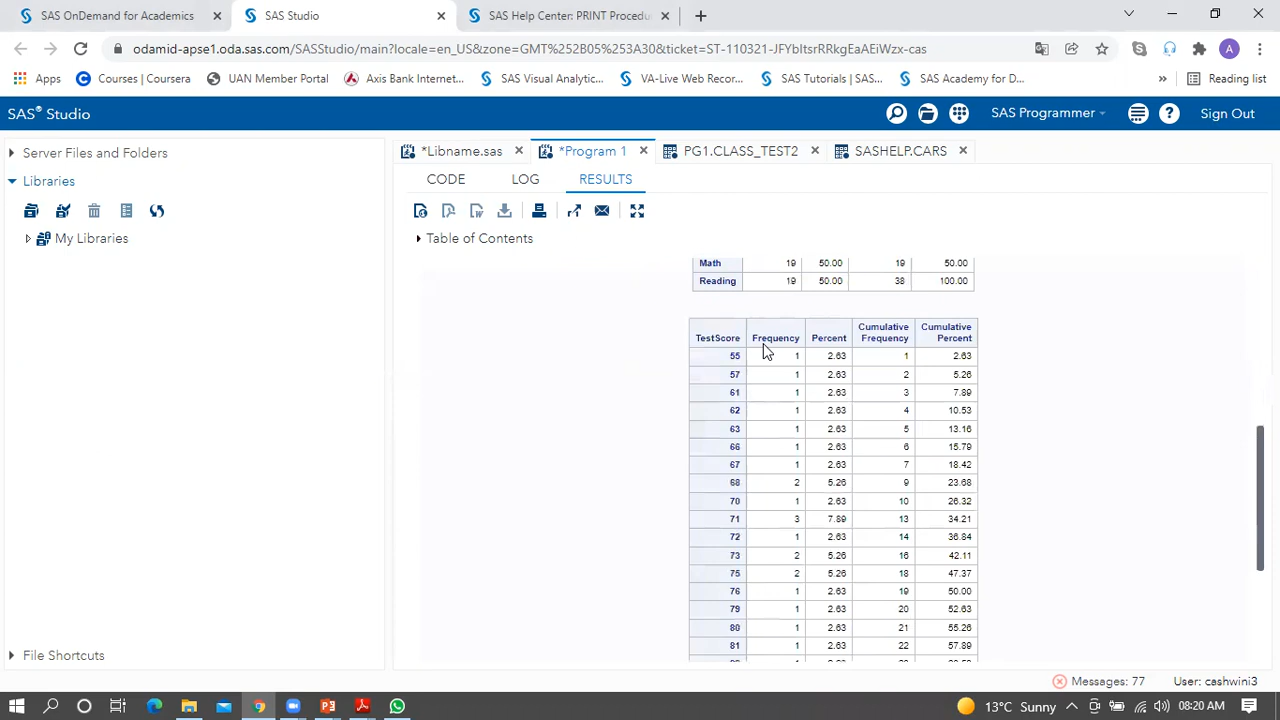 SAS OnDemand for Academics
SAS Studio
SAS Help Center: PRINT Procedu
odamid-apse1.oda.sas.com/SASStudio/main?locale=en_US&zone=GMT%252B05%253A30&ticket=ST-110321-JFYbItsrRRkgEaAEiWzx-cas
Apps
Courses | Coursera
UAN Member Portal
Axis Bank Internet...
SAS Visual Analytic...
VA-Live Web Recor...
SAS Tutorials | SAS...
SAS Academy for D...
»
Reading list
SAS® Studio
SAS Programmer
Sign Out
Server Files and Folders
Libraries
My Libraries
File Shortcuts
*Libname.sas
*Program 1
PG1.CLASS_TEST2
SASHELP.CARS
CODE LOG RESULTS
Table of Contents
Math 19 50.00 19 50.00
Reading 19 50.00 38 100.00
TestScore Frequency Percent Cumulative Frequency Cumulative Percent
55 1 2.63 1 2.63
57 1 2.63 2 5.26
61 1 2.63 3 7.89
62 1 2.63 4 10.53
63 1 2.63 5 13.16
66 1 2.63 6 15.79
67 1 2.63 7 18.42
68 2 5.26 9 23.68
70 1 2.63 10 26.32
71 3 7.89 13 34.21
72 1 2.63 14 36.84
73 2 5.26 16 42.11
75 2 5.26 18 47.37
76 1 2.63 19 50.00
79 1 2.63 20 52.63
80 1 2.63 21 55.26
81 1 2.63 22 57.89
Messages: 77
User: cashwini3
13°C Sunny
08:20 AM